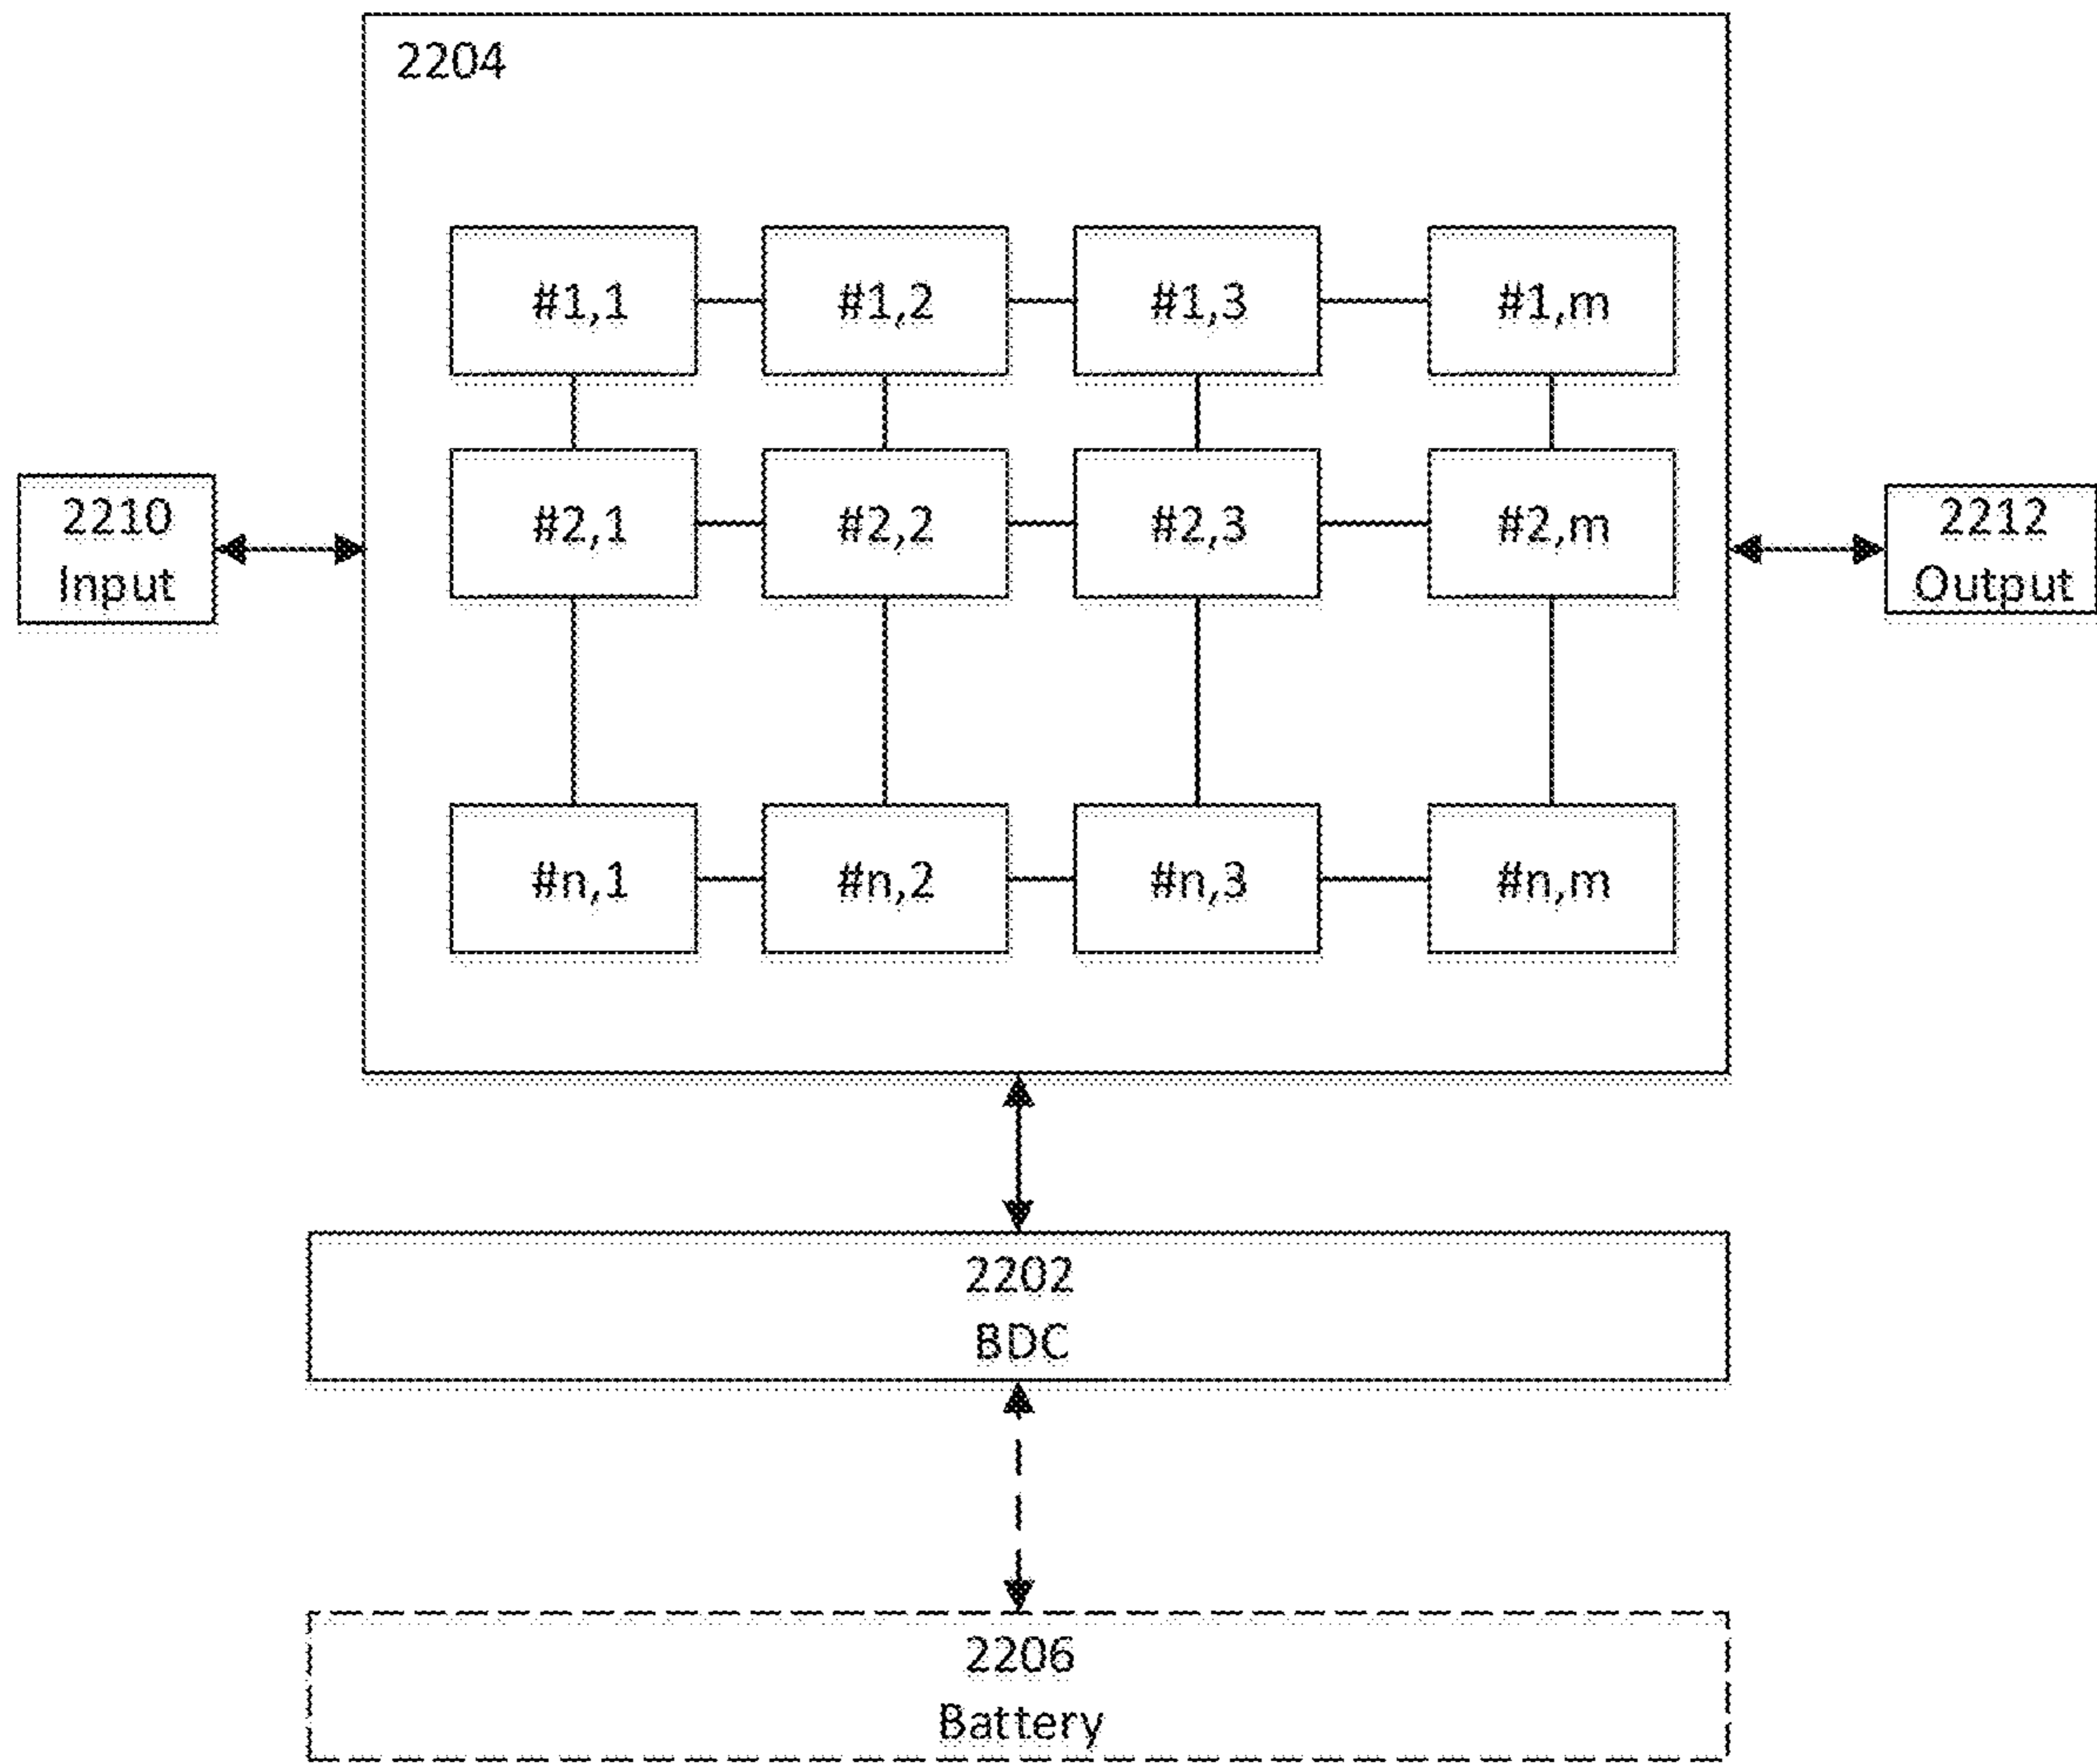 2204
#1,1
#1,2
#1,3
#1,m
#2,1
#2,2
#2,3
#2,m
2210
Input
2212
Output
#n,1
#n,2
#n,3
#n,m
2202
BDC
2206
Battery